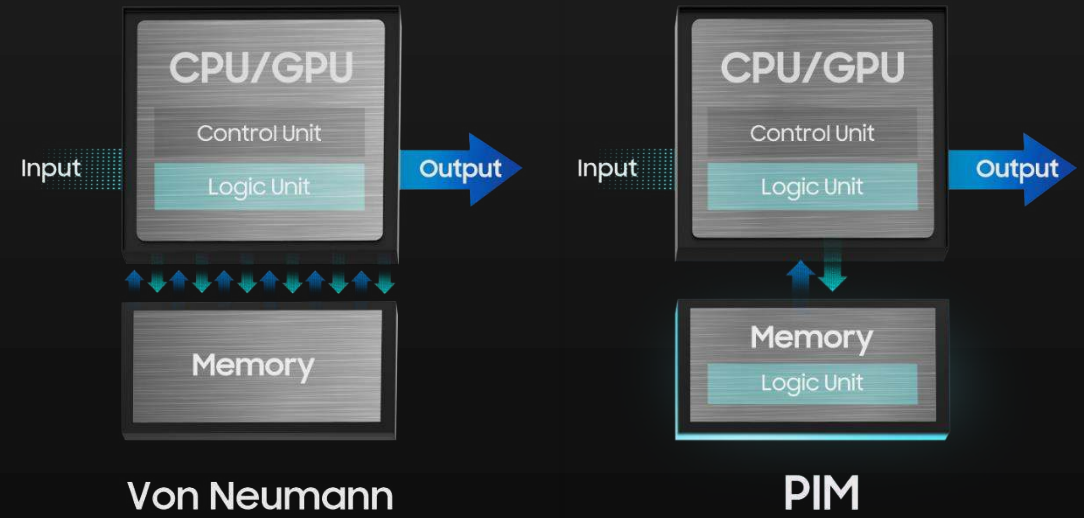 CPU/GPU
Control Unit
Input
Output
Logic Unit
Memory
Von Neumann
CPU/GPU
Control Unit
Input
Output
Logic Unit
Memory
Logic Unit
PIM